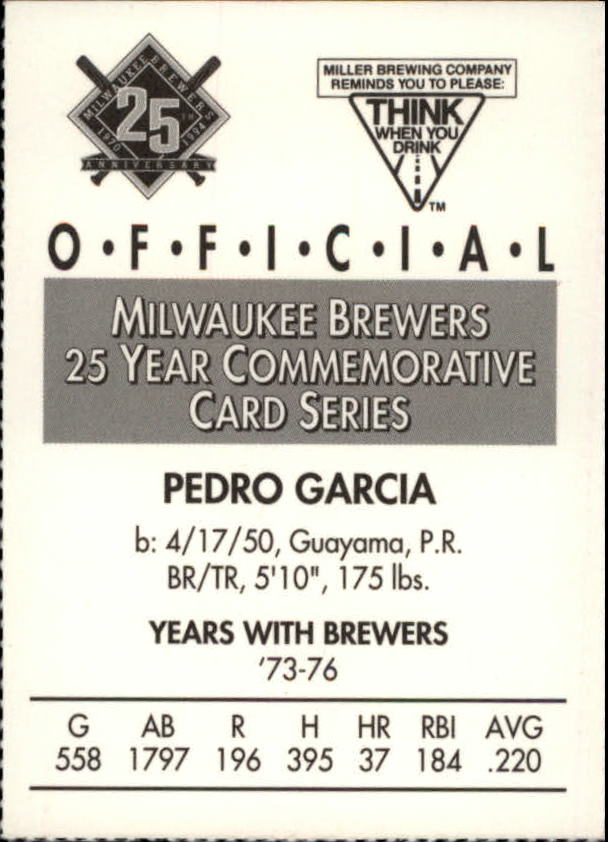 MILWAUKEE BREWERS
25TH
1970 1994
ANNIVERSARY
MILLER BREWING COMPANY
REMINDS YOU TO PLEASE:
THINK
WHEN YOU
DRINK
TM
O•F•F•I•C•I•A•L
MILWAUKEE BREWERS
25 YEAR COMMEMORATIVE
CARD SERIES
PEDRO GARCIA
b: 4/17/50, Guayama, P.R.
BR/TR, 5'10", 175 lbs.
YEARS WITH BREWERS
'73-76
G AB R H HR RBI AVG
558 1797 196 395 37 184 .220